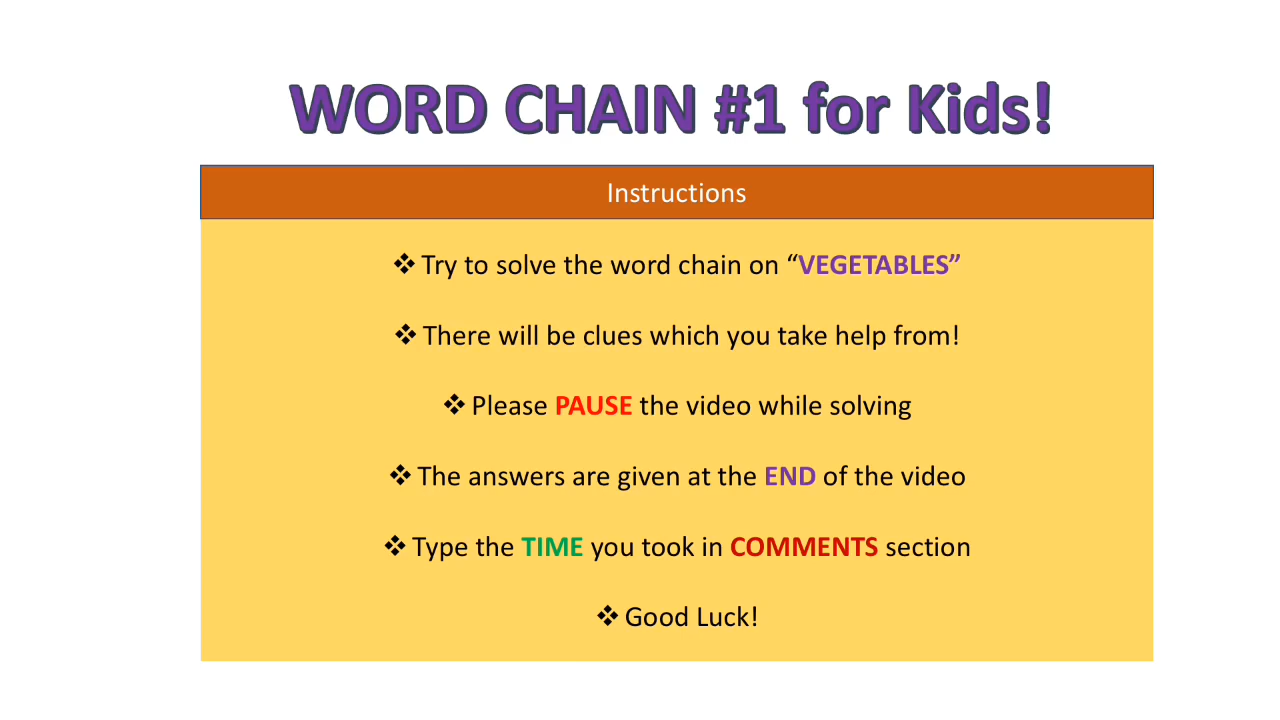 WORD CHAIN #1 for Kids!
Instructions
❖ Try to solve the word chain on “VEGETABLES”
❖ There will be clues which you take help from!
❖ Please PAUSE the video while solving
❖ The answers are given at the END of the video
❖ Type the TIME you took in COMMENTS section
❖ Good Luck!